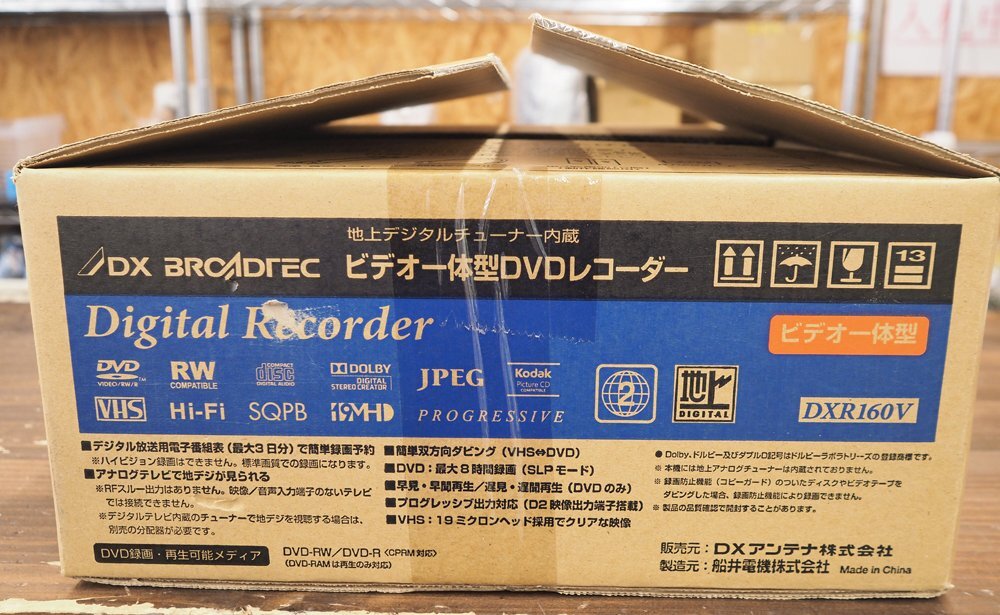 地上デジタルチューナー内蔵
DX BROADTEC ビデオ一体型DVDレコーダー
13
Digital Recorder
ビデオ一体型
DVD VIDEO/RW/R TM
RW COMPATIBLE
COMPACT disc DIGITAL AUDIO
DOLBY DIGITAL STEREO CREATOR
JPEG
Kodak Picture CD COMPATIBLE
2
地上 DIGITAL
VHS Hi-Fi SQPB 19μHD PROGRESSIVE
DXR160V
■デジタル放送用電子番組表(最大3日分)で簡単録画予約
※ハイビジョン録画はできません。標準画質での録画になります。
■アナログテレビで地デジが見られる
※RFスルー出力はありません。映像/音声入力端子のないテレビ
では接続できません。
※デジタルテレビ内蔵のチューナーで地デジを視聴する場合は、
別売の分配器が必要です。
■簡単双方向ダビング(VHS⇔DVD)
■DVD:最大8時間録画(SLPモード)
■早見・早聞再生/遅見・遅聞再生(DVDのみ)
■プログレッシブ出力対応(D2映像出力端子搭載)
■VHS:19ミクロンヘッド採用でクリアな映像
● Dolby、ドルビー及びダブルD記号はドルビーラボラトリーズの登録商標です。
※ 本機には地上アナログチューナーは内蔵されておりません。
※ 録画防止機能(コピーガード)のついたディスクやビデオテープを
ダビングした場合、録画防止機能により録画できません。
※ 製品の品質確認で開封することがあります。
DVD録画・再生可能メディア
DVD-RW/DVD-R〈CPRM対応〉
(DVD-RAMは再生のみ対応)
販売元:DXアンテナ株式会社
製造元:船井電機株式会社 Made in China